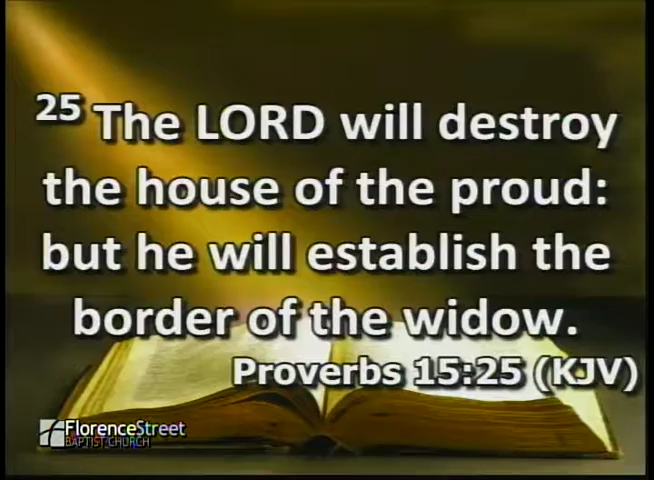 25 The LORD will destroy
the house of the proud:
but he will establish the
border of the widow.
Proverbs 15:25 (KJV)
FlorenceStreet
BAPTIST CHURCH